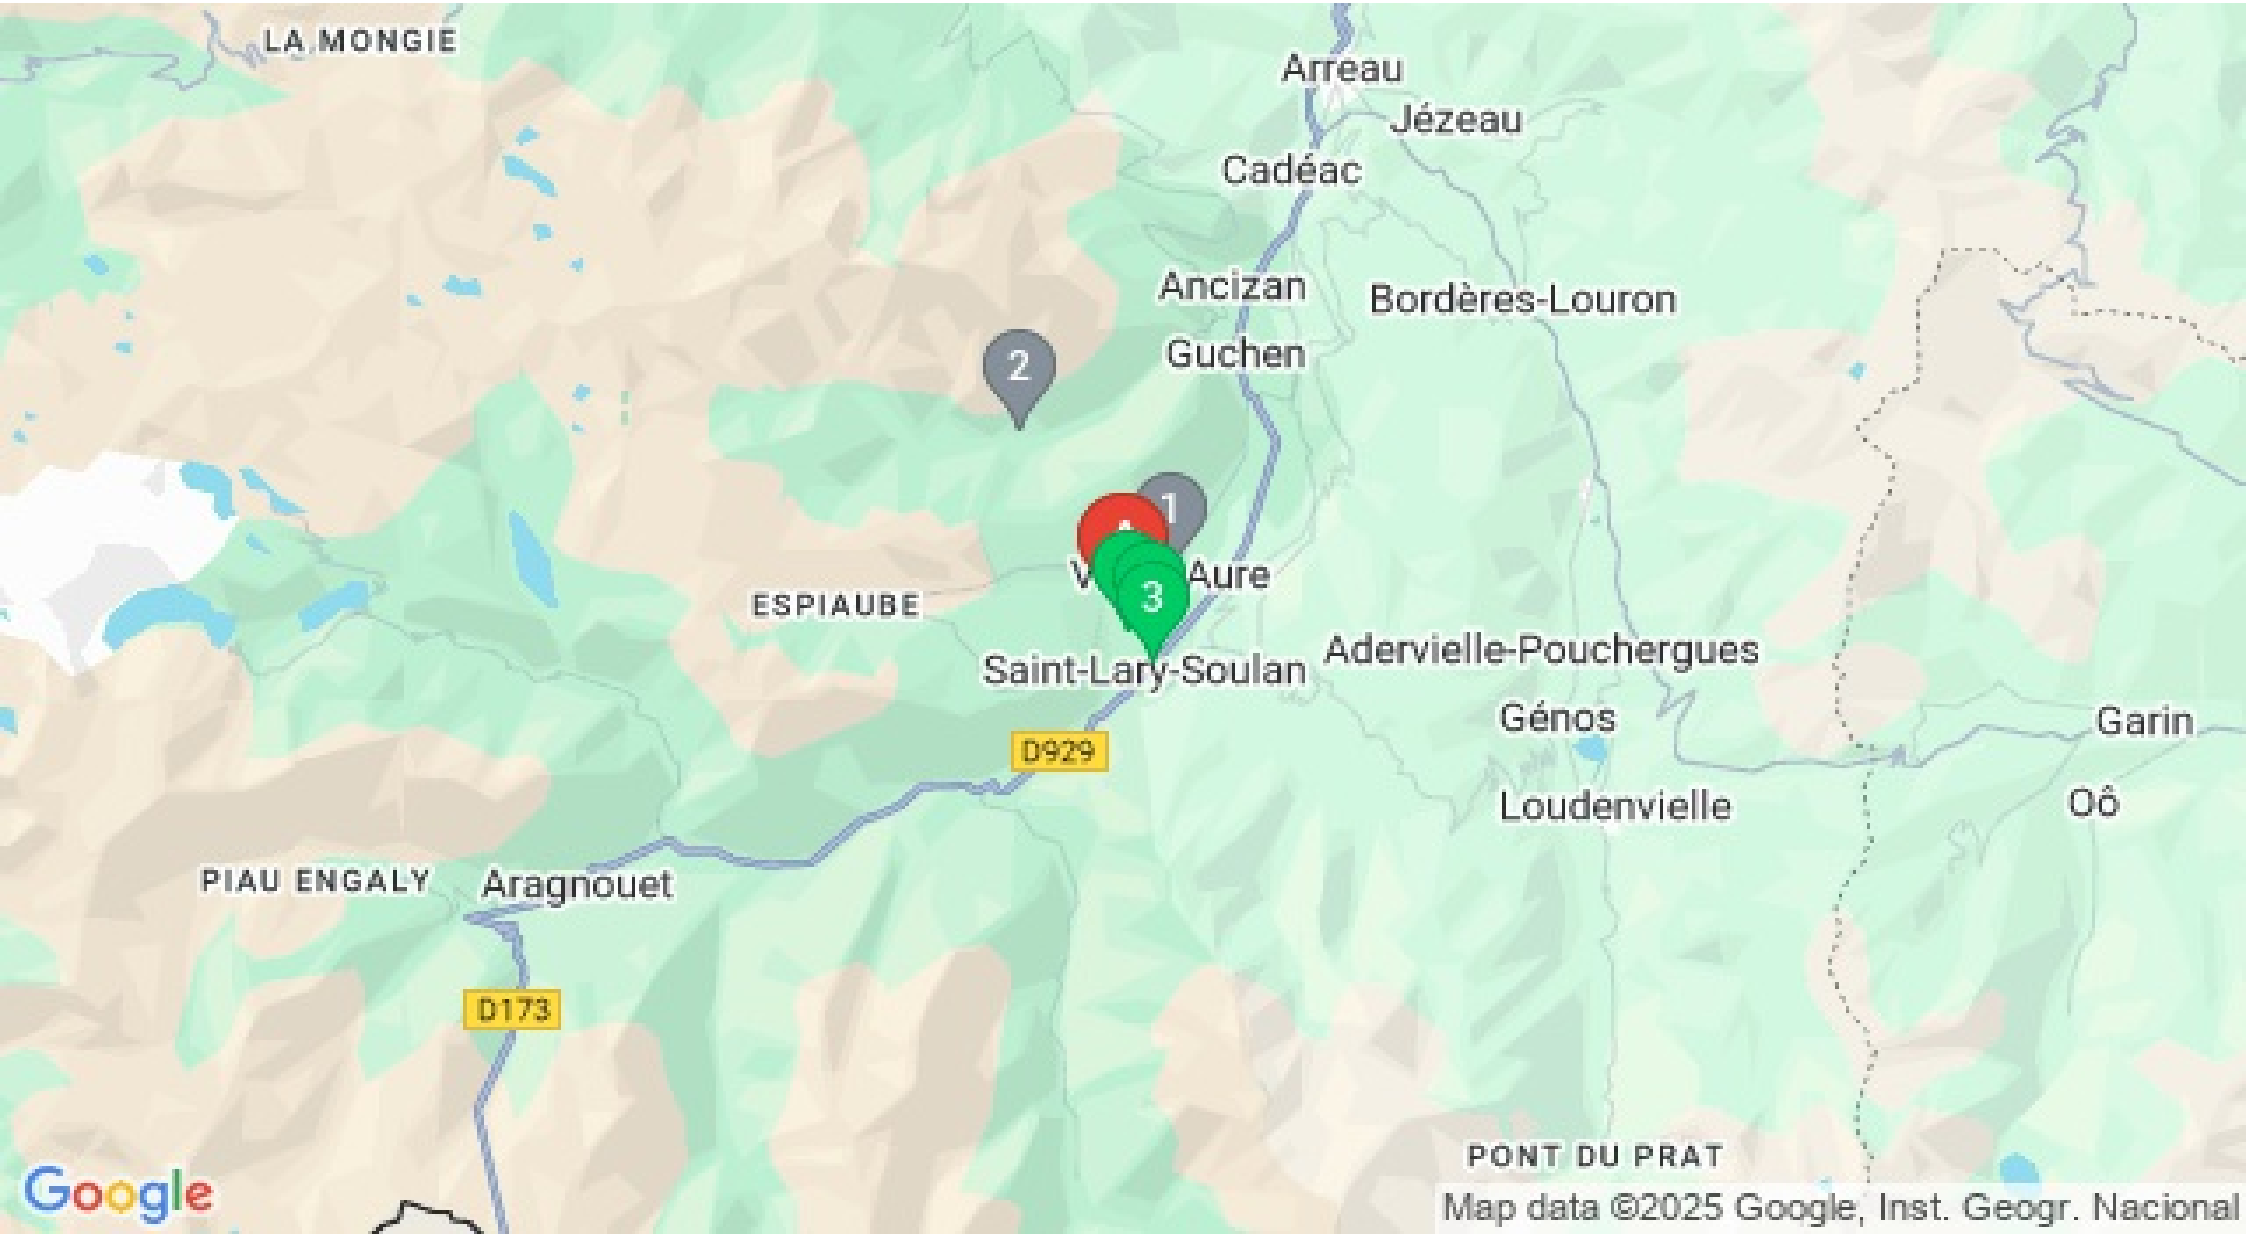 LA MONGIE
Arreau
Jézeau
Cadéac
Ancizan
Bordères-Louron
Guchen
2
1
Aure
3
ESPIAUBE
Saint-Lary-Soulan
Adervielle-Pouchergues
Génos
Garin
D929
Loudenvielle
Oô
PIAU ENGALY
Aragnouet
D173
PONT DU PRAT
Google
Map data ©2025 Google, Inst. Geogr. Nacional